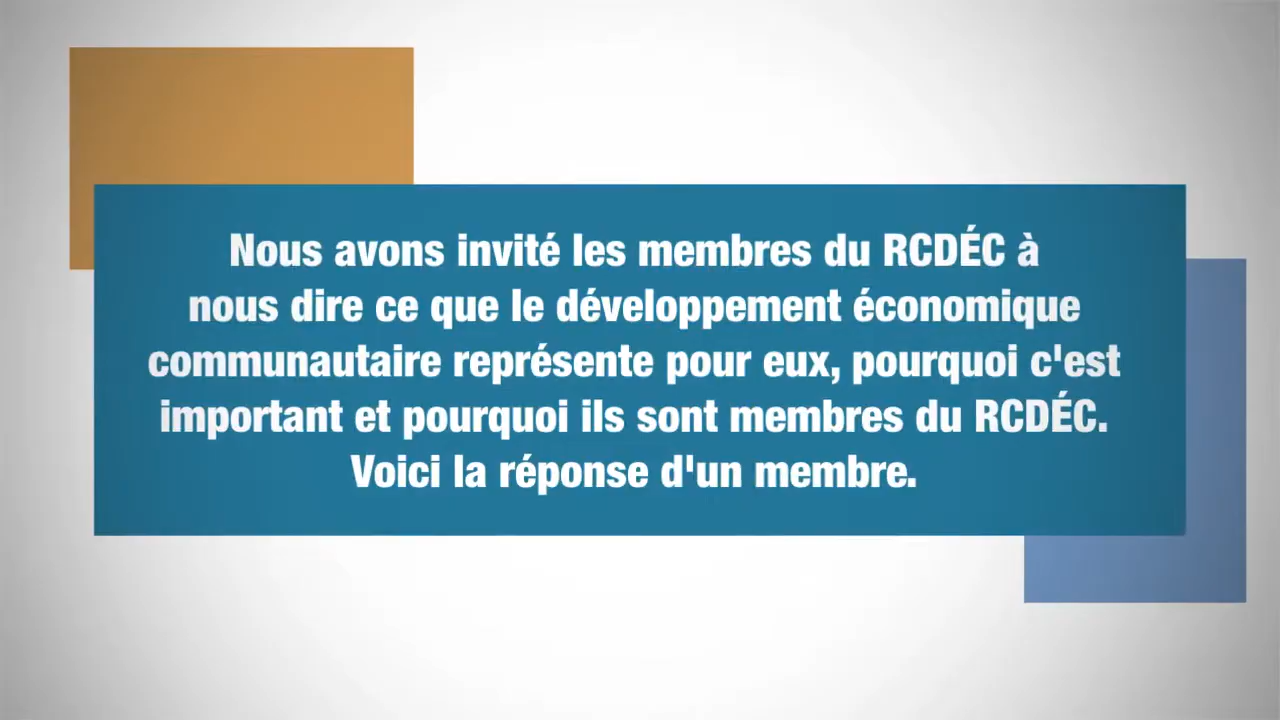 Nous avons invité les membres du RCDÉC à
nous dire ce que le développement économique
communautaire représente pour eux, pourquoi c'est
important et pourquoi ils sont membres du RCDÉC.
Voici la réponse d'un membre.